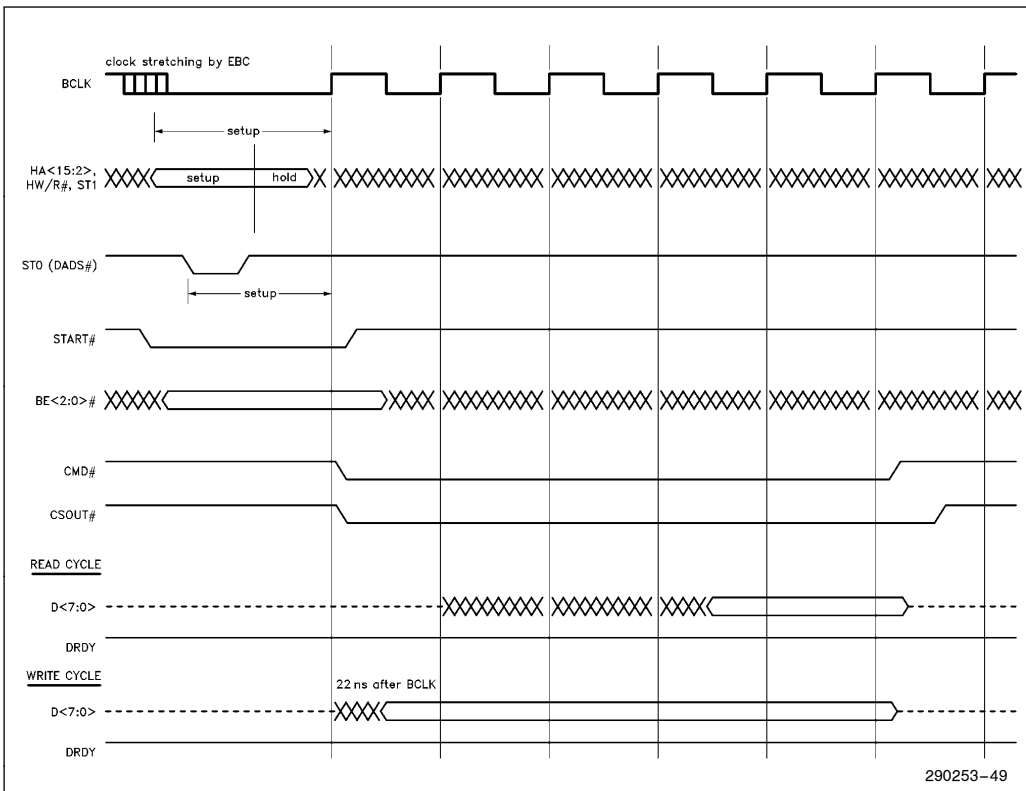 clock stretching by EBC
BCLK
setup
HA<15:2>,
HW/R#, ST1
setup
hold
ST0 (DADS#)
setup
START#
BE<2:0>#
CMD#
CSOUT#
READ CYCLE
D<7:0>
DRDY
WRITE CYCLE
22 ns after BCLK
D<7:0>
DRDY
290253–49